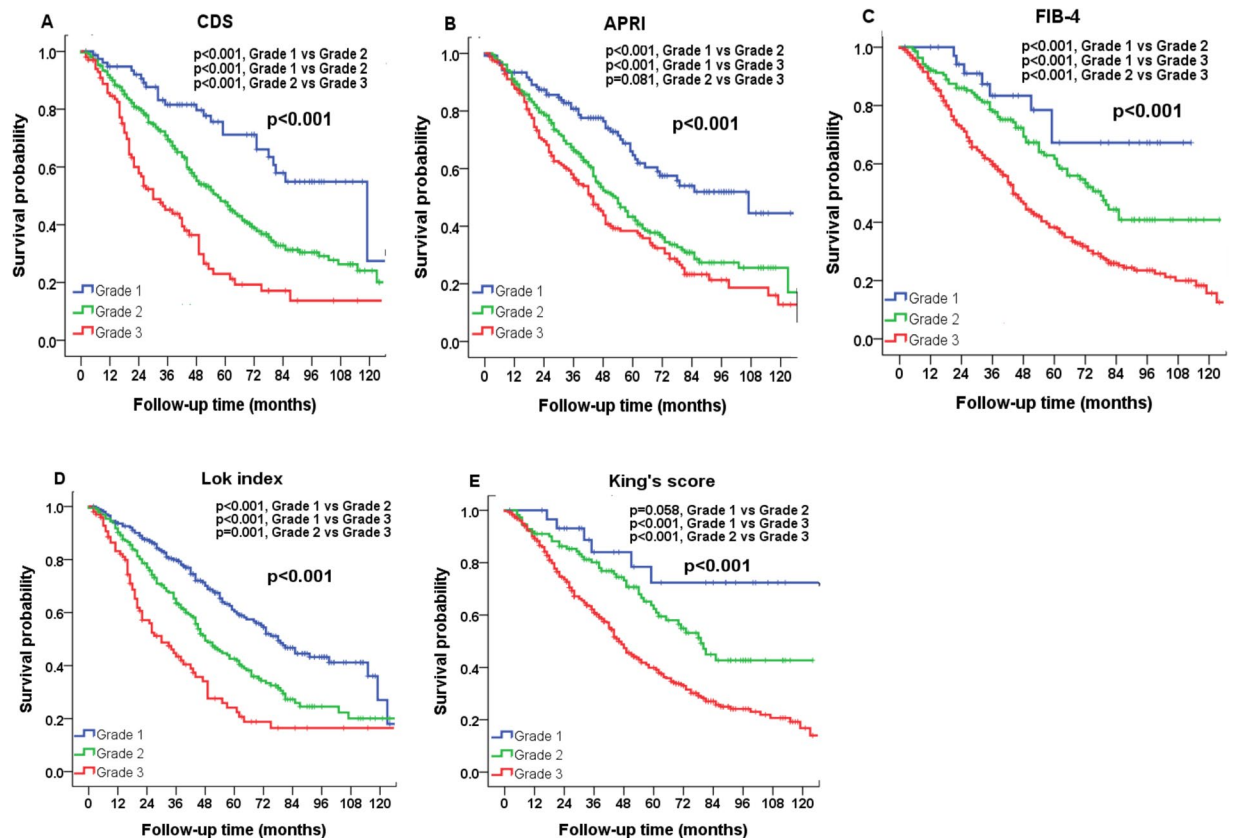 A
CDS
p<0.001, Grade 1 vs Grade 2
p<0.001, Grade 1 vs Grade 2
p<0.001, Grade 2 vs Grade 3
p<0.001
Survival probability
1.0
0.8
0.6
0.4
0.2
0.0
Grade 1
Grade 2
Grade 3
0 12 24 36 48 60 72 84 96 108 120
Follow-up time (months)
B
APRI
p<0.001, Grade 1 vs Grade 2
p<0.001, Grade 1 vs Grade 3
p=0.081, Grade 2 vs Grade 3
p<0.001
Survival probability
1.0
0.8
0.6
0.4
0.2
0.0
Grade 1
Grade 2
Grade 3
0 12 24 36 48 60 72 84 96 108 120
Follow-up time (months)
C
FIB-4
p<0.001, Grade 1 vs Grade 2
p<0.001, Grade 1 vs Grade 3
p<0.001, Grade 2 vs Grade 3
p<0.001
Survival probability
1.0
0.8
0.6
0.4
0.2
0.0
Grade 1
Grade 2
Grade 3
0 12 24 36 48 60 72 84 96 108 120
Follow-up time (months)
D
Lok index
p<0.001, Grade 1 vs Grade 2
p<0.001, Grade 1 vs Grade 3
p=0.001, Grade 2 vs Grade 3
p<0.001
Survival probability
1.0
0.8
0.6
0.4
0.2
0.0
Grade 1
Grade 2
Grade 3
0 12 24 36 48 60 72 84 96 108 120
Follow-up time (months)
E
King's score
p=0.058, Grade 1 vs Grade 2
p<0.001, Grade 1 vs Grade 3
p<0.001, Grade 2 vs Grade 3
p<0.001
Survival probability
1.0
0.8
0.6
0.4
0.2
0.0
Grade 1
Grade 2
Grade 3
0 12 24 36 48 60 72 84 96 108 120
Follow-up time (months)